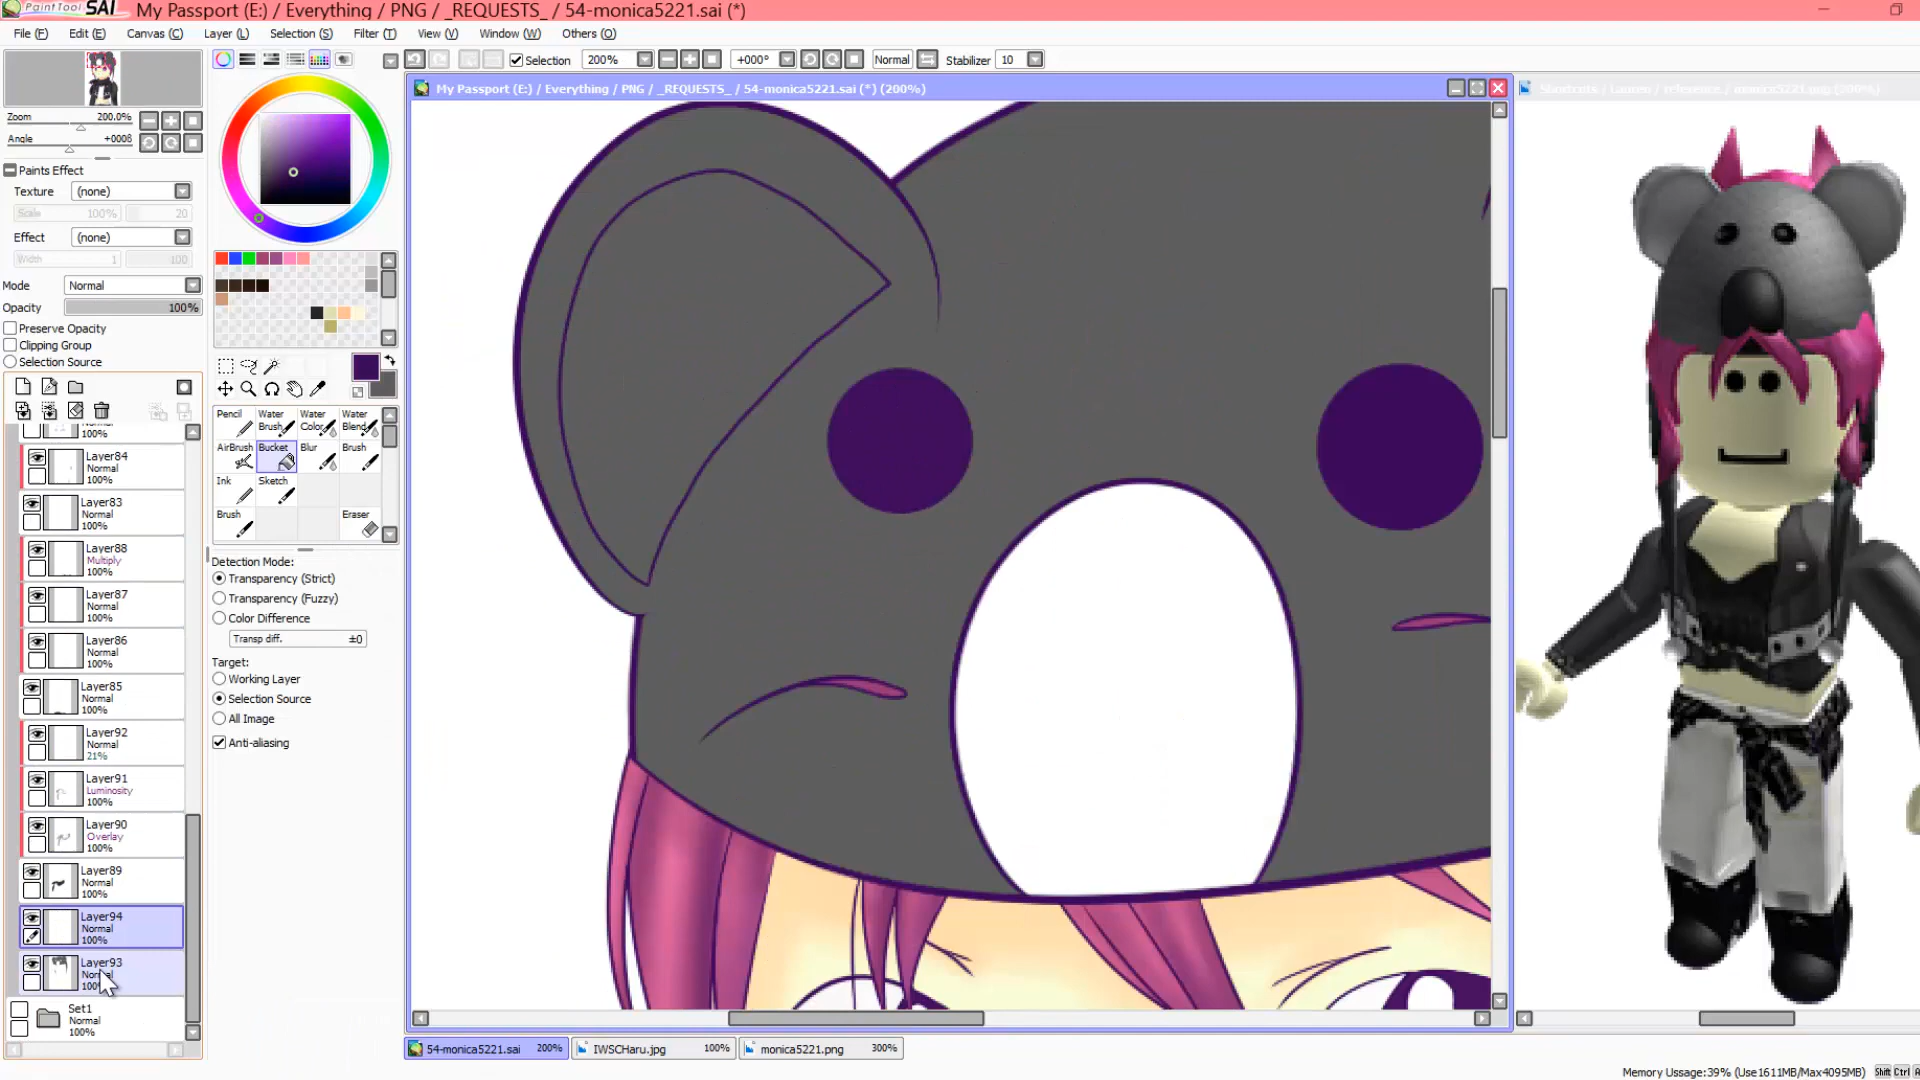 PaintTool SAI My Passport (E:) / Everything / PNG / _REQUESTS_ / 54-monica5221.sai (*)
File (F) Edit (E) Canvas (C) Layer (L) Selection (S) Filter (T) View (V) Window (W) Others (O)
Selection 200% +000° Normal Stabilizer 10
My Passport (E:) / Everything / PNG / _REQUESTS_ / 54-monica5221.sai (*) (200%)
Zoom 200.0%
Angle
Paints Effect
Texture (none)
Scale 100% 20
Effect (none)
Width 1 100
Mode Normal
Opacity 100%
Preserve Opacity
Clipping Group
Selection Source
100%
Layer84
Normal
100%
Layer83
Normal
100%
Layer88
Multiply
100%
Layer87
Normal
100%
Layer86
Normal
100%
Layer85
Normal
100%
Layer92
Normal
21%
Layer91
Luminosity
100%
Layer90
Overlay
100%
Layer89
Normal
100%
Layer94
Normal
100%
Layer93
Set1
Normal
100%
Pencil Water Brush Water Color Water Blend
AirBrush Bucket Blur Brush
Ink Sketch
Brush Eraser
Detection Mode:
Transparency (Strict)
Transparency (Fuzzy)
Color Difference
Transp diff. ±0
Target:
Working Layer
Selection Source
All Image
Anti-aliasing
54-monica5221.sai 200% IWSCHaru.jpg 100% monica5221.png 300%
Memory Usage:39% (Use1611MB/Max4095MB) Shift Ctrl